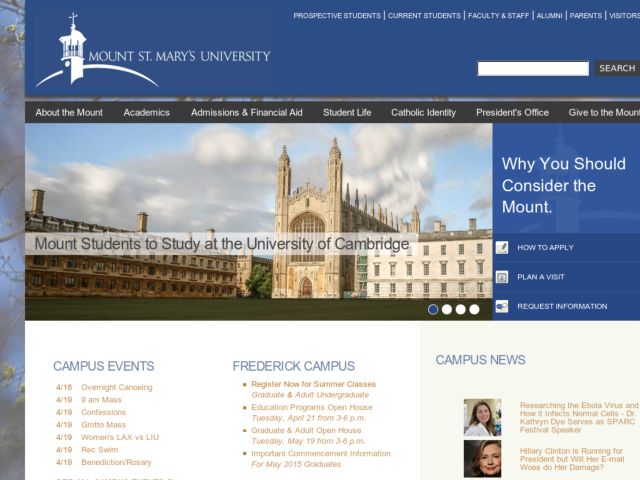 PROSPECTIVE STUDENTS | CURRENT STUDENTS | FACULTY & STAFF | ALUMNI | PARENTS | VISITORS
MOUNT ST. MARY'S UNIVERSITY
SEARCH
About the Mount Academics Admissions & Financial Aid Student Life Catholic Identity President's Office Give to the Mount
Why You Should
Consider the
Mount.
Mount Students to Study at the University of Cambridge
HOW TO APPLY
PLAN A VISIT
REQUEST INFORMATION
CAMPUS EVENTS
4/18 Overnight Canoeing
4/19 9 am Mass
4/19 Confessions
4/19 Grotto Mass
4/19 Women's LAX vs LIU
4/19 Rec Swim
4/19 Benediction/Rosary
FREDERICK CAMPUS
Register Now for Summer Classes
Graduate & Adult Undergraduate
Education Programs Open House
Tuesday, April 21 from 3-6 p.m.
Graduate & Adult Open House
Tuesday, May 19 from 3-6 p.m.
Important Commencement Information
For May 2015 Graduates
CAMPUS NEWS
Researching the Ebola Virus and
How it Infects Normal Cells - Dr.
Kathryn Dye Serves as SPARC
Festival Speaker
Hillary Clinton is Running for
President but Will Her E-mail
Woes do Her Damage?